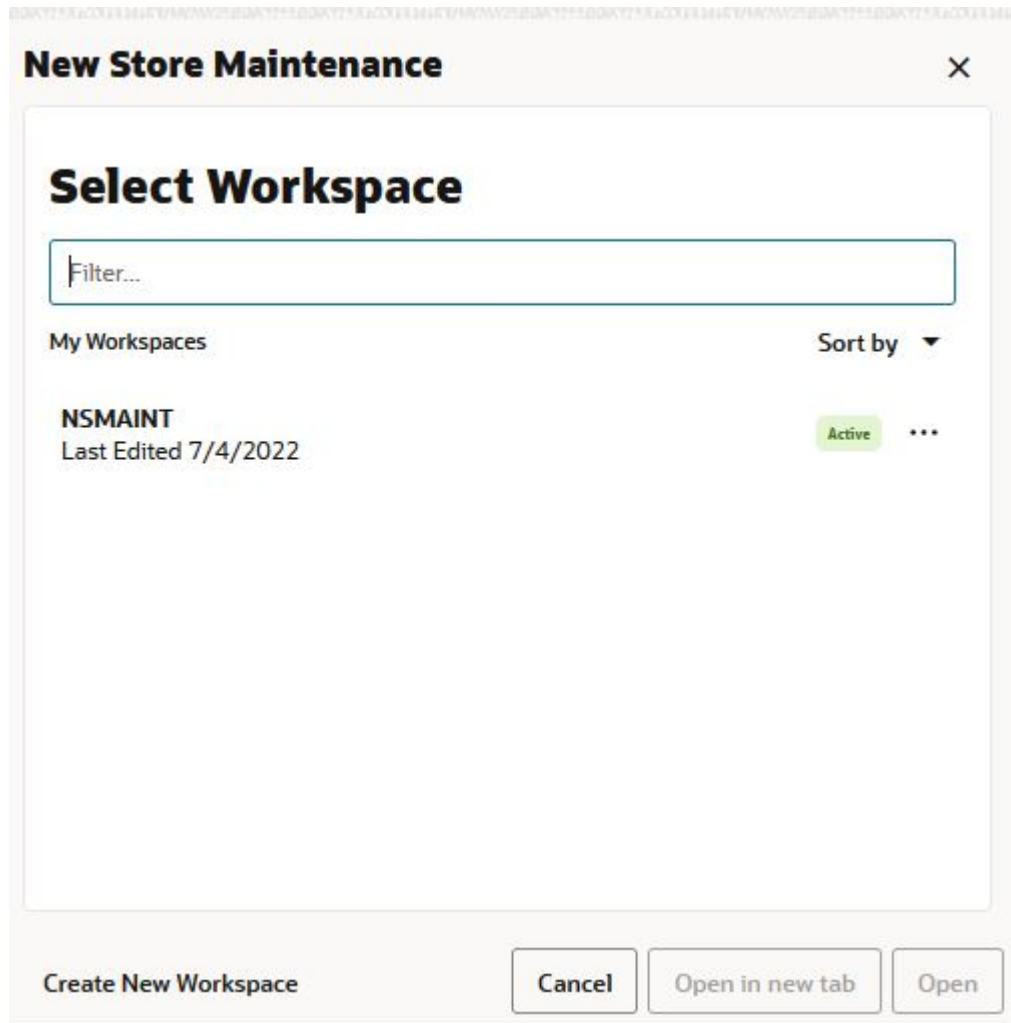 New Store Maintenance
Select Workspace
Filter...
My Workspaces
Sort by
NSMAINT
Last Edited 7/4/2022
Active
Create New Workspace
Cancel
Open in new tab
Open